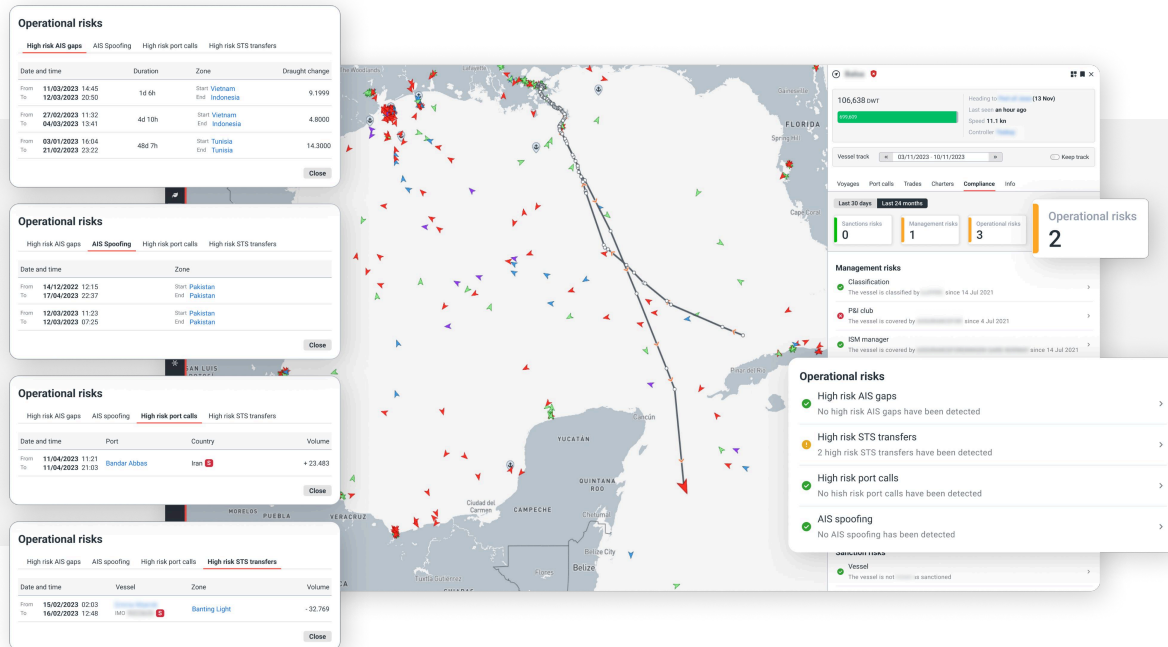 Operational risks
High risk AIS gaps AIS Spoofing High risk port calls High risk STS transfers
Date and time Duration Zone Draught change
From 11/03/2023 14:45 1d 6h Start Vietnam 9.1999
To 12/03/2023 20:50 End Indonesia
From 27/02/2023 11:32 4d 10h Start Vietnam 4.8000
To 04/03/2023 13:41 End Indonesia
From 03/01/2023 16:04 48d 7h Start Tunisia 14.3000
To 21/02/2023 23:22 End Tunisia
Close
Operational risks
High risk AIS gaps AIS Spoofing High risk port calls High risk STS transfers
Date and time Zone
From 14/12/2022 12:15 Start Pakistan
To 17/04/2023 22:37 End Pakistan
From 12/03/2023 11:23 Start Pakistan
To 12/03/2023 07:25 End Pakistan
Close
Operational risks
High risk AIS gaps AIS spoofing High risk port calls High risk STS transfers
Date and time Port Country Volume
From 11/04/2023 11:21 Bandar Abbas Iran S + 23.483
To 11/04/2023 21:03
Close
Operational risks
High risk AIS gaps AIS spoofing High risk port calls High risk STS transfers
Date and time Vessel Zone Volume
From 15/02/2023 02:03 Banting Light - 32.769
To 16/02/2023 12:48 IMO S
Close
The Woodlands
Lafayette
Gainesville
FLORIDA
Spring Hill
Cape Coral
SAN LUIS
Pinar del Río
Cancún
YUCATÁN
QUINTANA
ROO
Ciudad del
Carmen
CAMPECHE
Chetumal
MORELOS
PUEBLA
VERACRUZ
Belize City
Belize
Flores
Tuxtla Gutiérrez
CHIAPAS
106,638 DWT
Heading to (13 Nov)
Last seen an hour ago
Speed 11.1 kn
Controller
Vessel track « 03/11/2023 - 10/11/2023 » Keep track
Voyages Port calls Trades Charters Compliance Info
Last 30 days Last 24 months
Sanctions risks
0
Management risks
1
Operational risks
3
Operational risks
2
Management risks
Classification
The vessel is classified by since 14 Jul 2021
P&I club
The vessel is covered by since 4 Jul 2021
ISM manager
The vessel is covered by since 14 Jul 2021
Operational risks
High risk AIS gaps
No high risk AIS gaps have been detected
High risk STS transfers
2 high risk STS transfers have been detected
High risk port calls
No hish risk port calls have been detected
AIS spoofing
No AIS spoofing has been detected
Sanction risks
Vessel
The vessel is not is sanctioned